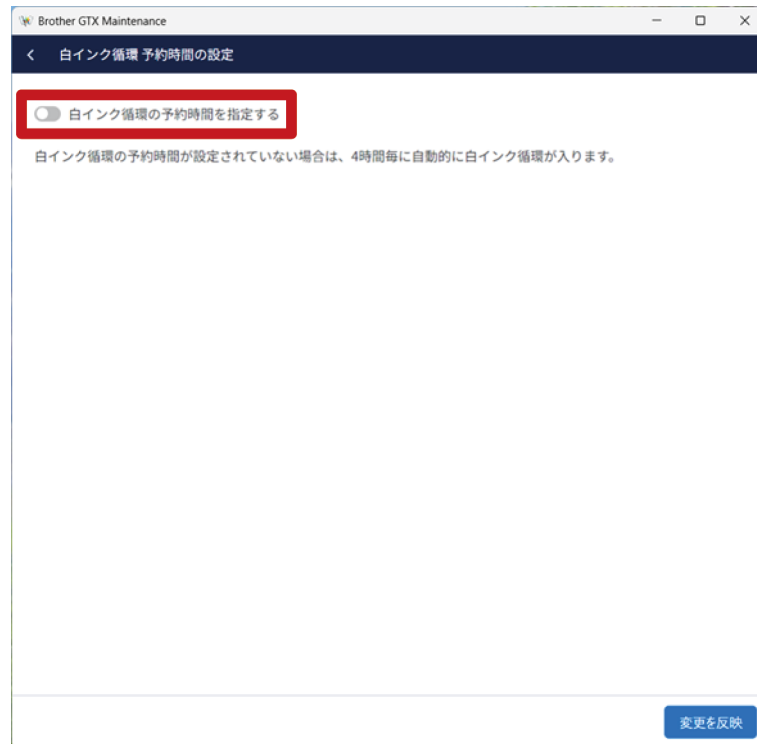 Brother GTX Maintenance
白インク循環 予約時間の設定
白インク循環の予約時間を指定する
白インク循環の予約時間が設定されていない場合は、4時間毎に自動的に白インク循環が入ります。
変更を反映